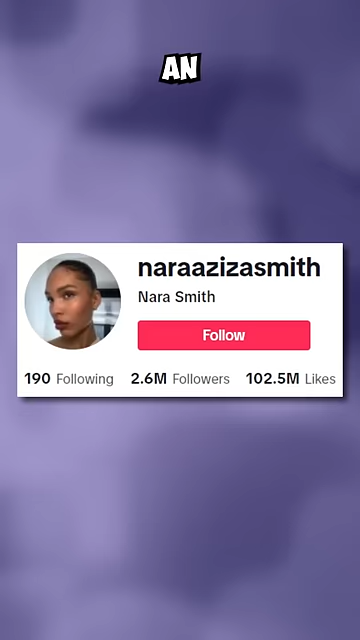 AN
naraazizasmith
Nara Smith
Follow
190 Following 2.6M Followers 102.5M Likes